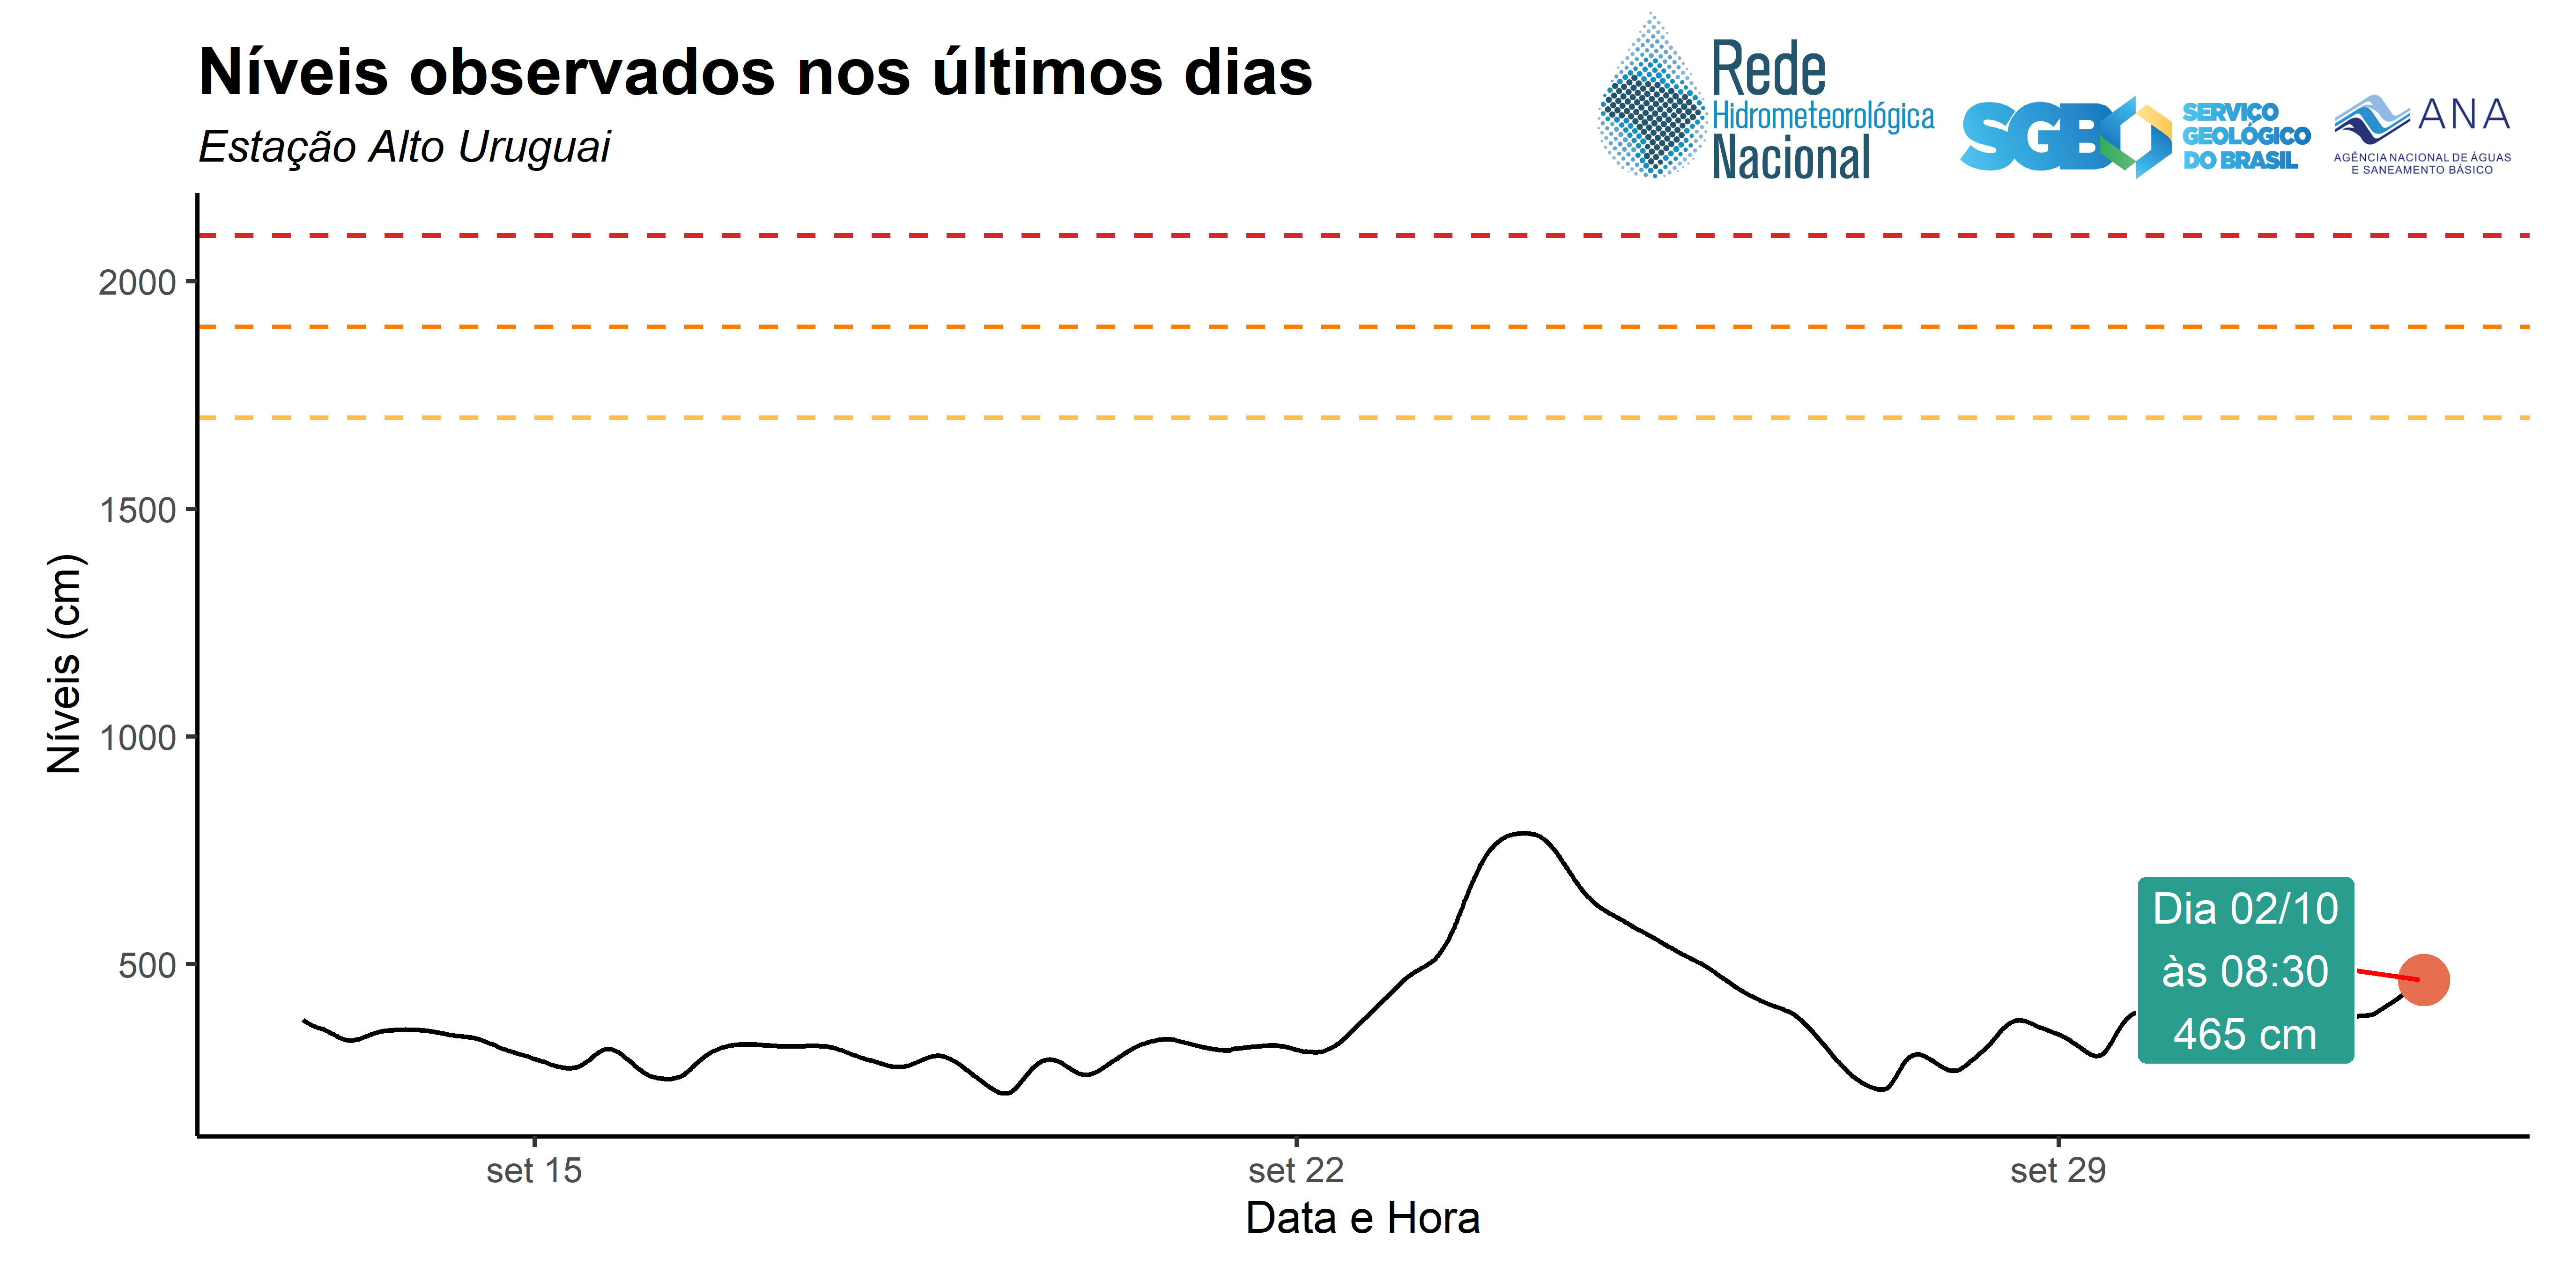 Níveis observados nos últimos dias
Estação Alto Uruguai
Rede
Hidrometeorológica
Nacional
SGB
SERVIÇO
GEOLÓGICO
DO BRASIL
ANA
AGÊNCIA NACIONAL DE ÁGUAS
E SANEAMENTO BÁSICO
2000
1500
1000
500
Níveis (cm)
Dia 02/10
às 08:30
465 cm
set 15
set 22
set 29
Data e Hora